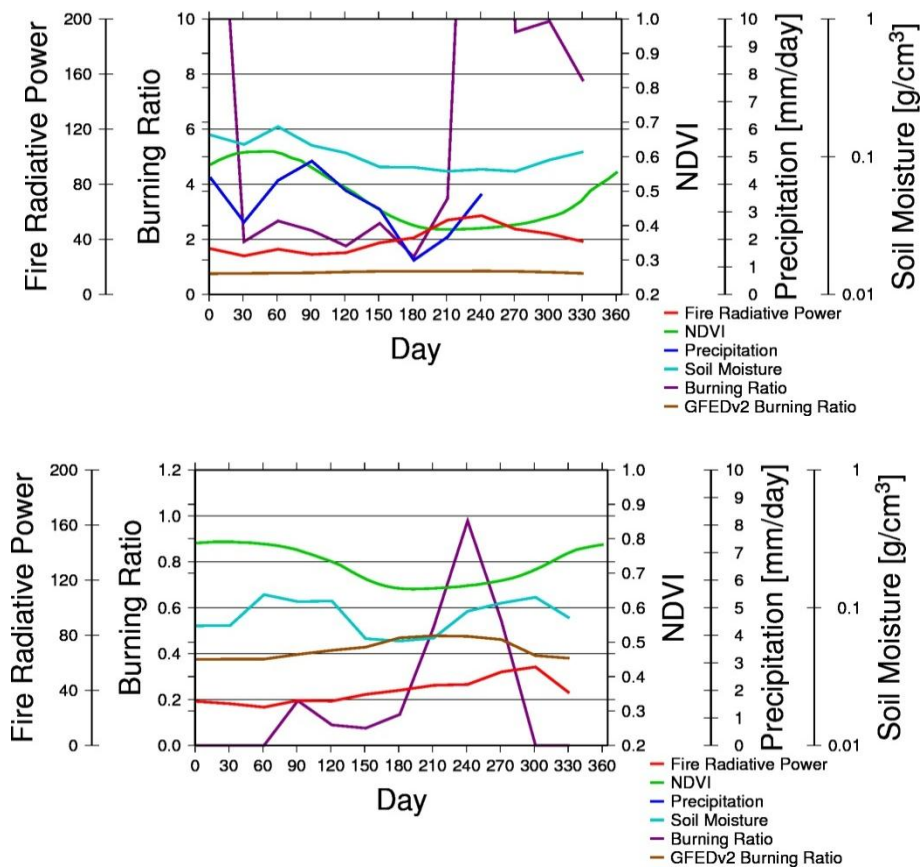 Fire Radiative Power
200
160
120
80
40
0
Burning Ratio
10
8
6
4
2
0
1.0
0.9
0.8
0.7
0.6
0.5
0.4
0.3
0.2
NDVI
10
9
8
7
6
5
4
3
2
1
0
Precipitation [mm/day]
1
0.1
0.01
Soil Moisture [g/cm³]
0 30 60 90 120 150 180 210 240 270 300 330 360
Day
Fire Radiative Power
NDVI
Precipitation
Soil Moisture
Burning Ratio
GFEDv2 Burning Ratio
Fire Radiative Power
200
160
120
80
40
0
Burning Ratio
1.2
1.0
0.8
0.6
0.4
0.2
0.0
1.0
0.9
0.8
0.7
0.6
0.5
0.4
0.3
0.2
NDVI
10
9
8
7
6
5
4
3
2
1
0
Precipitation [mm/day]
1
0.1
0.01
Soil Moisture [g/cm³]
0 30 60 90 120 150 180 210 240 270 300 330 360
Day
Fire Radiative Power
NDVI
Precipitation
Soil Moisture
Burning Ratio
GFEDv2 Burning Ratio